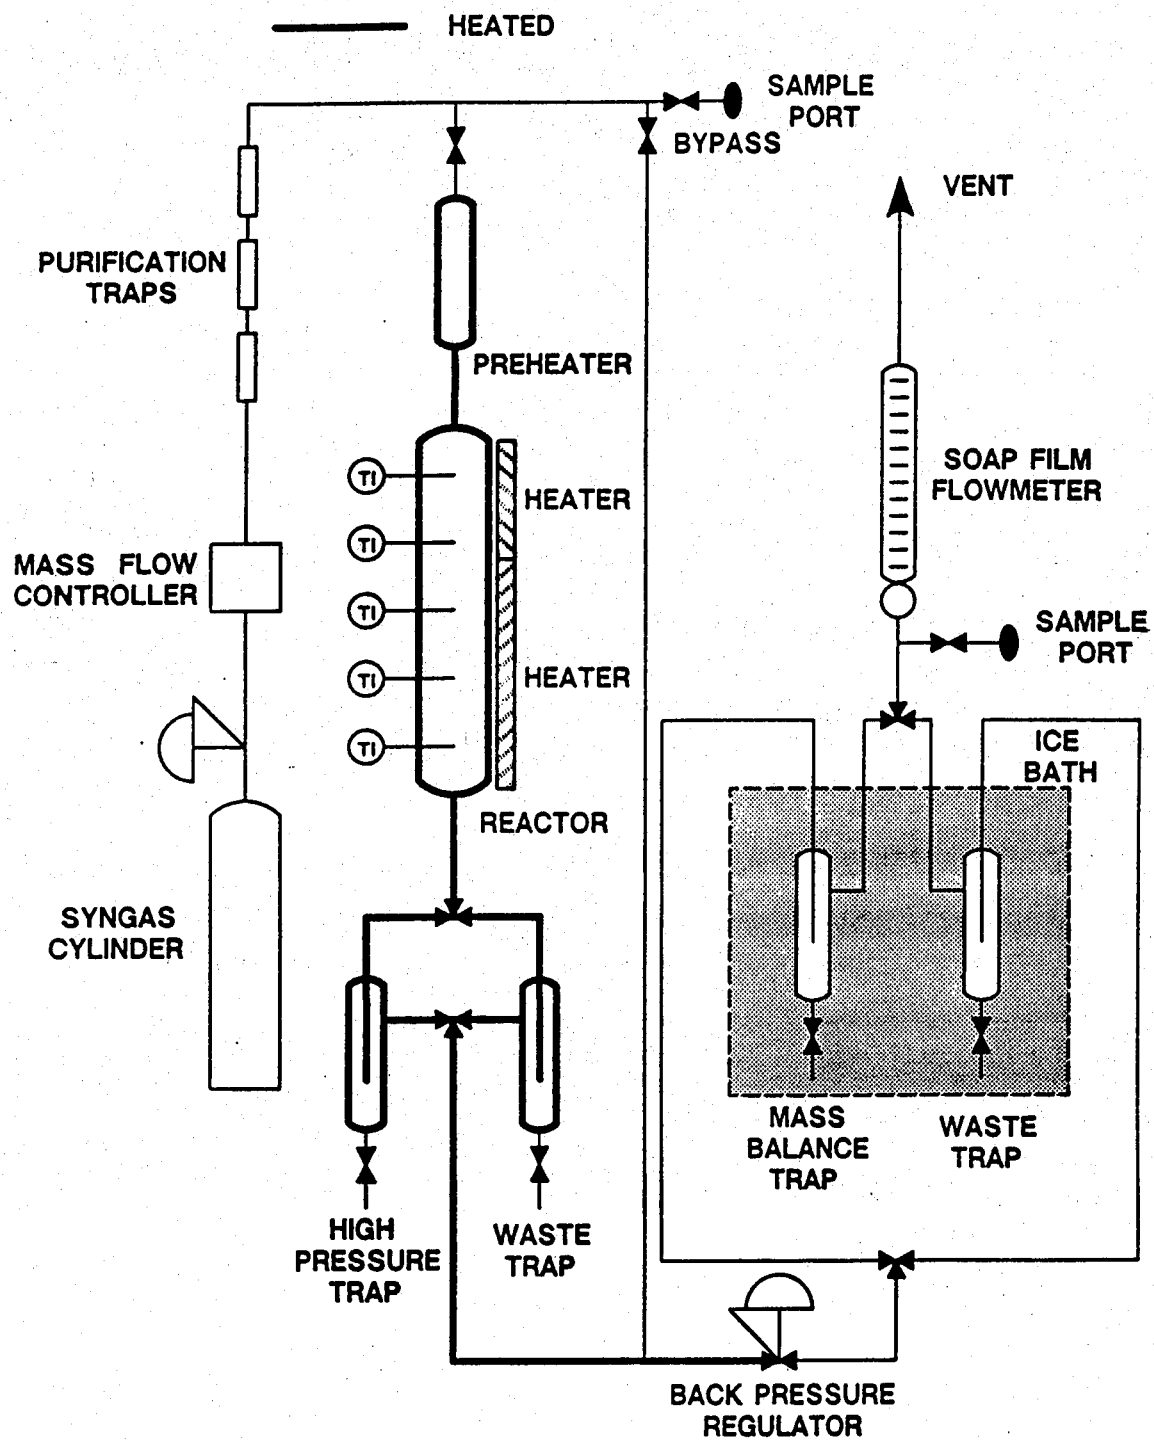 HEATED
SAMPLE
PORT
BYPASS
VENT
PURIFICATION
TRAPS
PREHEATER
TI
HEATER
SOAP FILM
FLOWMETER
TI
MASS FLOW
CONTROLLER
TI
SAMPLE
PORT
TI
HEATER
TI
ICE
BATH
REACTOR
SYNGAS
CYLINDER
MASS
BALANCE
TRAP
WASTE
TRAP
HIGH
PRESSURE
TRAP
WASTE
TRAP
BACK PRESSURE
REGULATOR